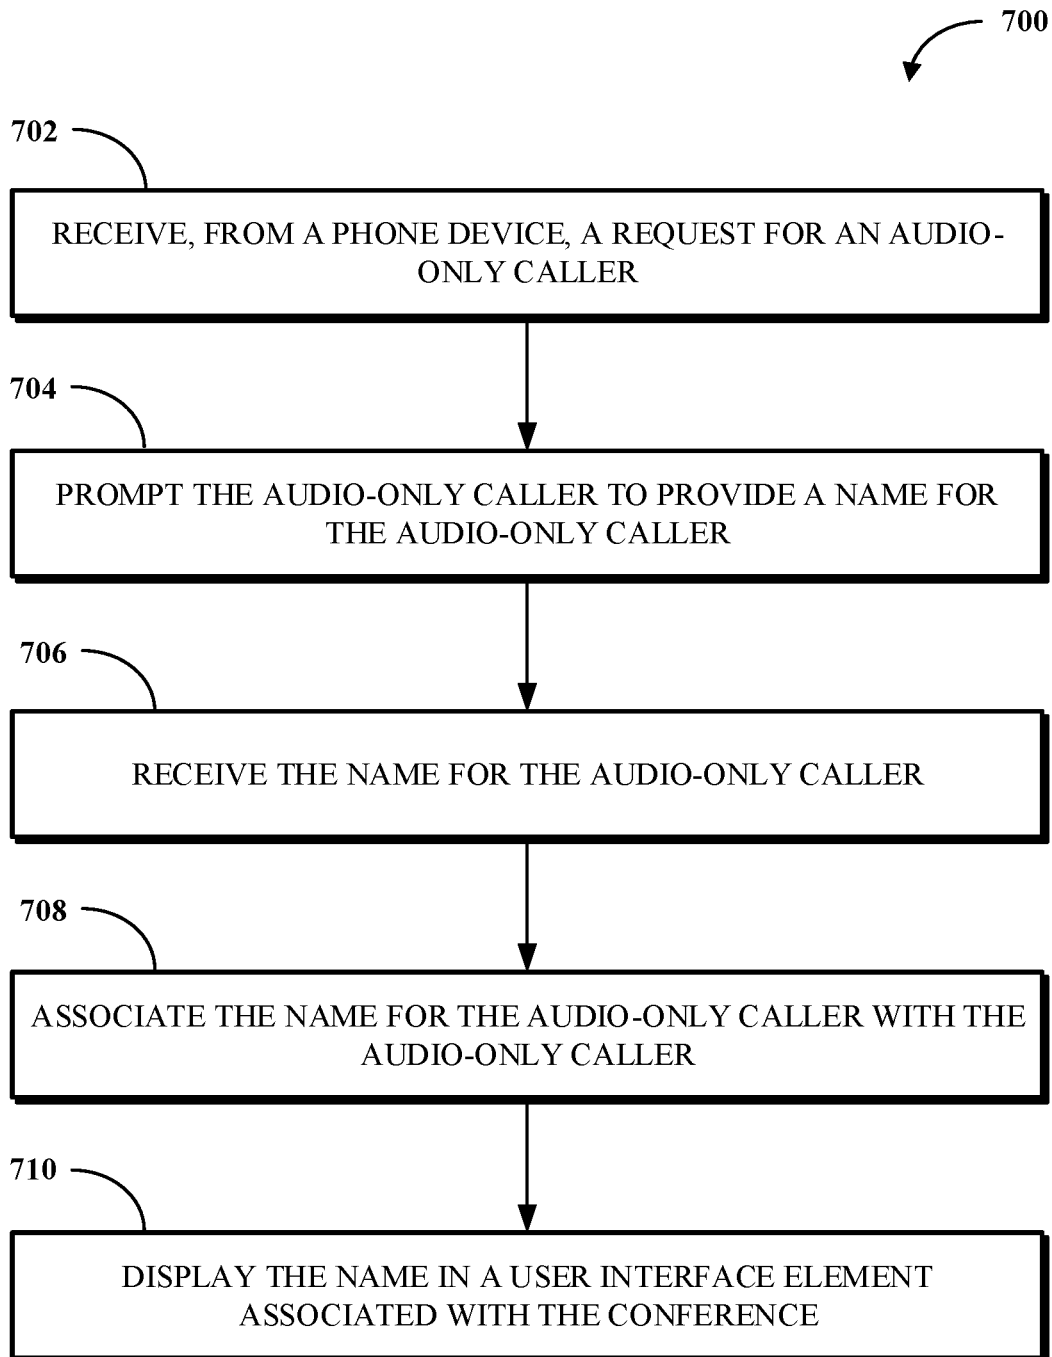 700
702
RECEIVE, FROM A PHONE DEVICE, A REQUEST FOR AN AUDIO-
ONLY CALLER
704
PROMPT THE AUDIO-ONLY CALLER TO PROVIDE A NAME FOR
THE AUDIO-ONLY CALLER
706
RECEIVE THE NAME FOR THE AUDIO-ONLY CALLER
708
ASSOCIATE THE NAME FOR THE AUDIO-ONLY CALLER WITH THE
AUDIO-ONLY CALLER
710
DISPLAY THE NAME IN A USER INTERFACE ELEMENT
ASSOCIATED WITH THE CONFERENCE